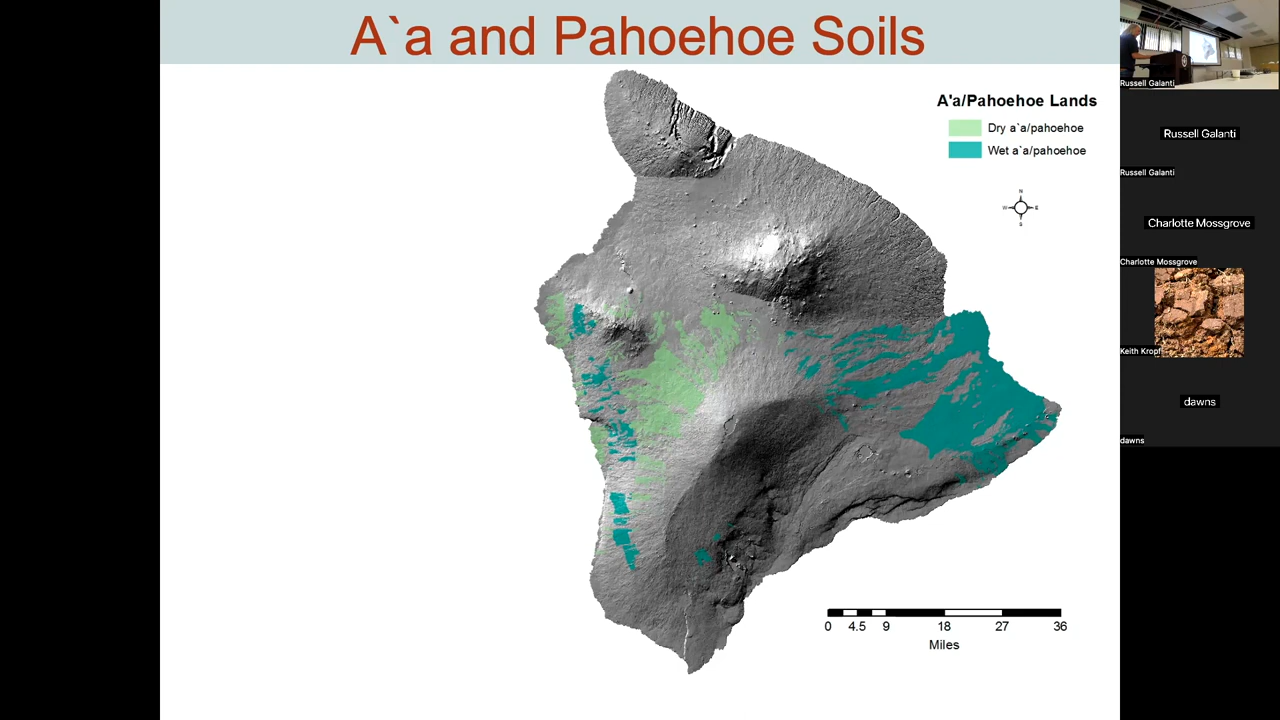 A`a and Pahoehoe Soils
A'a/Pahoehoe Lands
Dry a`a/pahoehoe
Wet a`a/pahoehoe
N
W
E
S
0 4.5 9 18 27 36
Miles
Russell Galanti
Russell Galanti
Russell Galanti
Charlotte Mossgrove
Charlotte Mossgrove
Keith Kropf
dawns
dawns